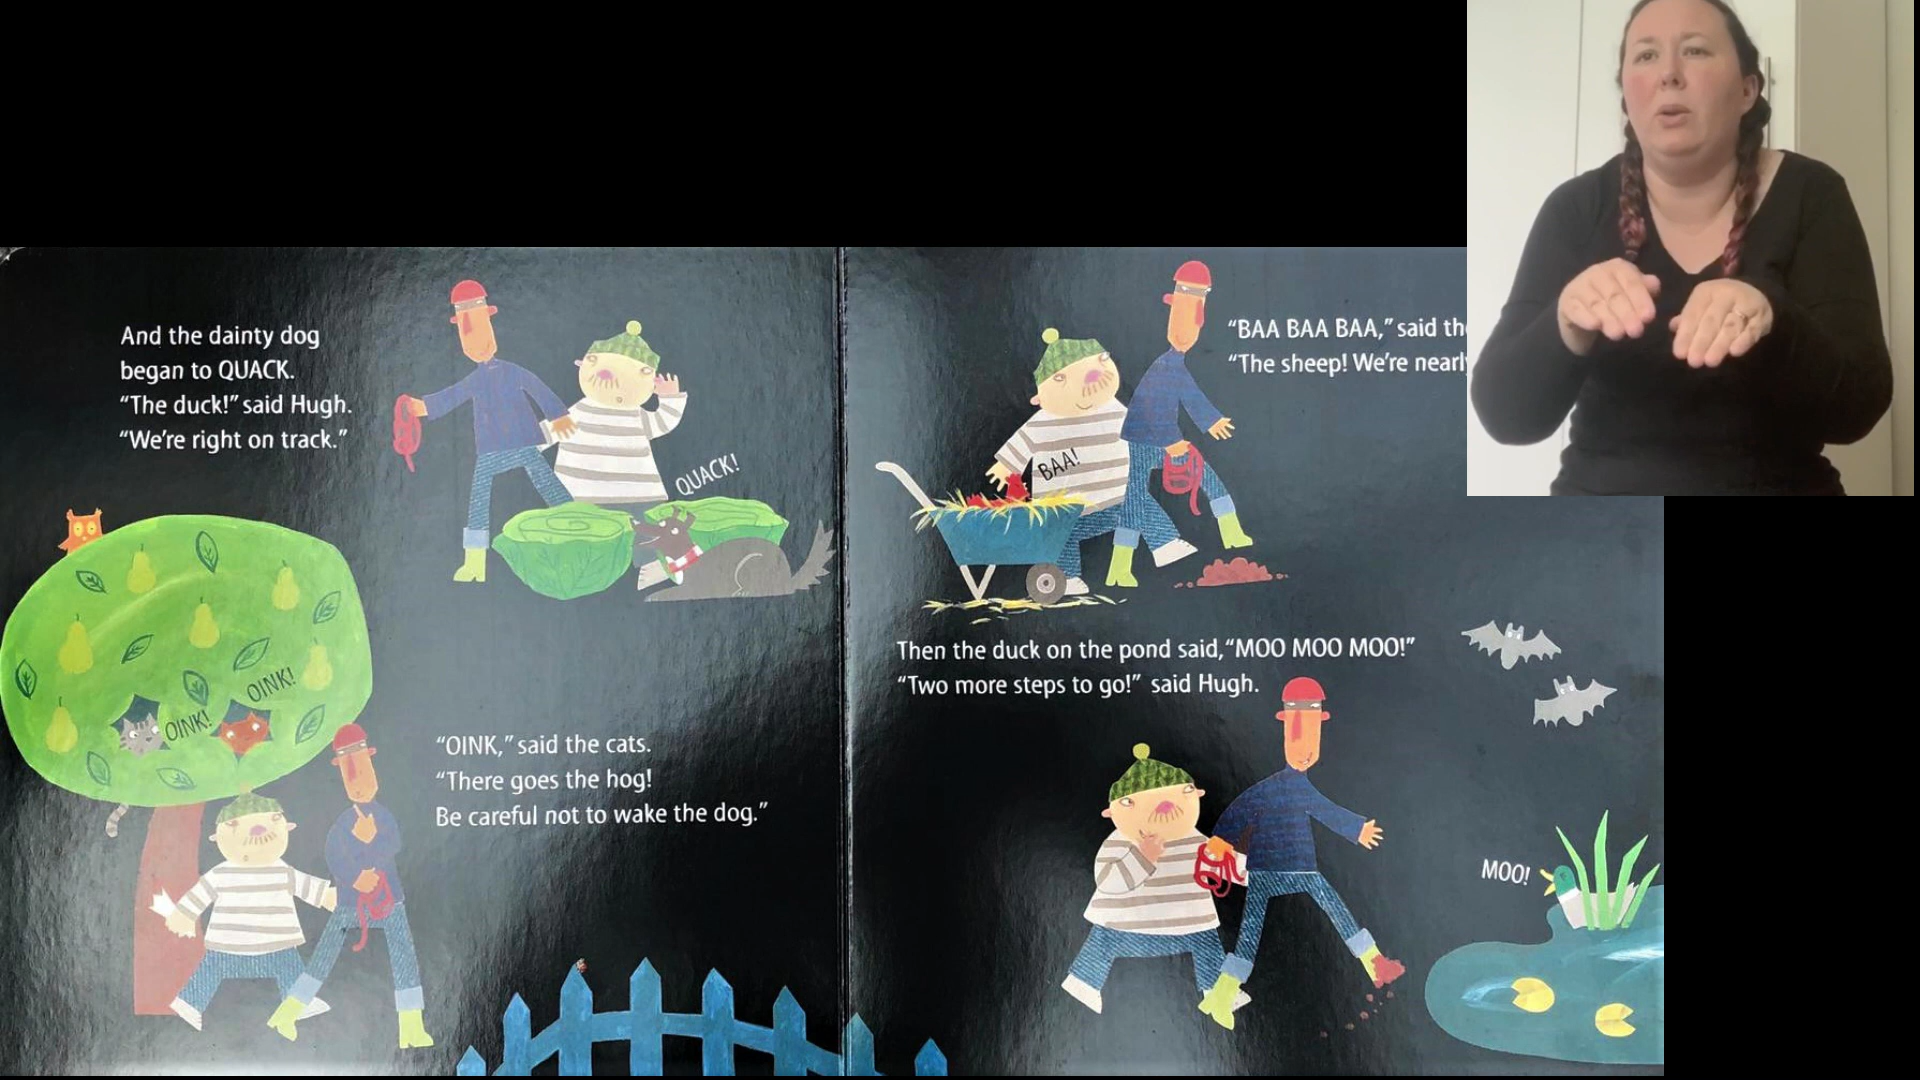 And the dainty dog
began to QUACK.
“The duck!” said Hugh.
“We’re right on track.”
QUACK!
OINK!
OINK!
“OINK,” said the cats.
“There goes the hog!
Be careful not to wake the dog.”
“BAA BAA BAA,” said
“The sheep! We’re
BAA!
Then the duck on the pond said, “MOO MOO MOO!”
“Two more steps to go!” said Hugh.
MOO!